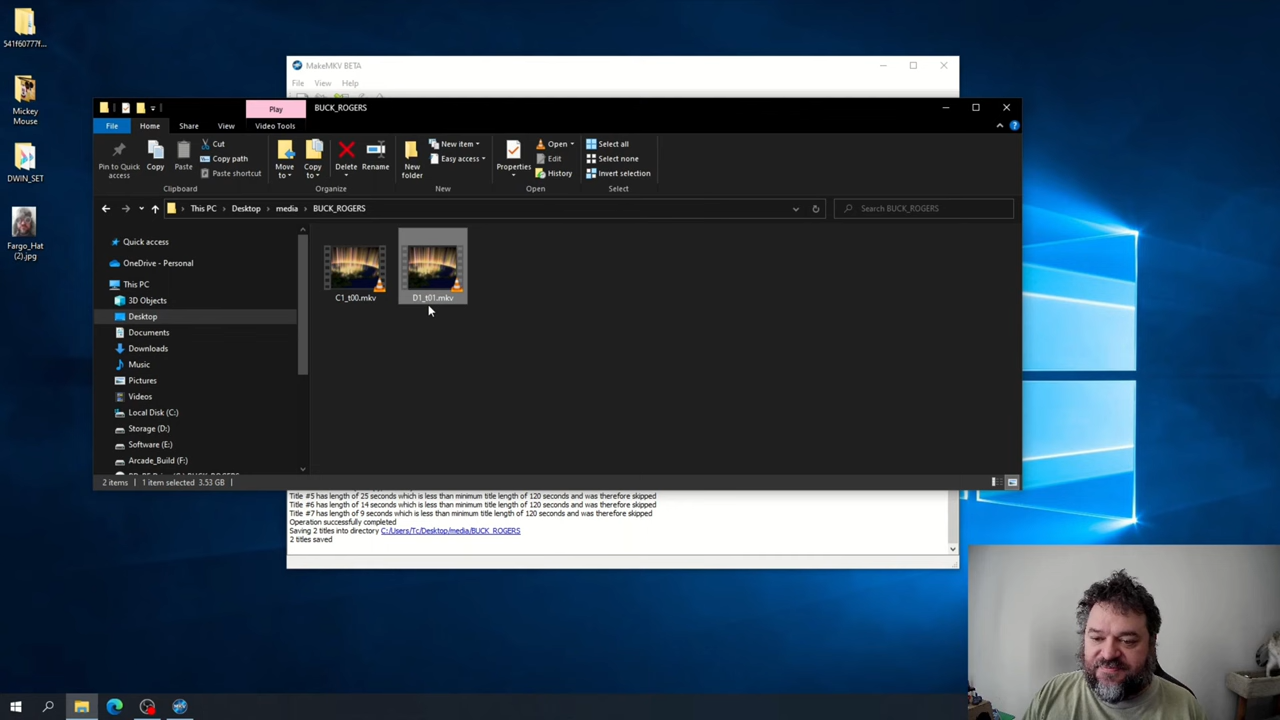 541f60777f...
Mickey
Mouse
DWIN_SET
Fargo_Hat
(2).jpg
MakeMKV BETA
File View Help
Play BUCK_ROGERS
File Home Share View Video Tools
Pin to Quick
access
Copy
Paste
Cut
Copy path
Paste shortcut
Clipboard
Move
to
Copy
to
Delete
Rename
Organize
New
folder
New item
Easy access
New
Properties
Open
Edit
History
Open
Select all
Select none
Invert selection
Select
This PC Desktop media BUCK_ROGERS
Search BUCK_ROGERS
Quick access
OneDrive - Personal
This PC
3D Objects
Desktop
Documents
Downloads
Music
Pictures
Videos
Local Disk (C:)
Storage (D:)
Software (E:)
Arcade_Build (F:)
C1_t00.mkv
D1_t01.mkv
2 items 1 item selected 3.53 GB
Title #5 has length of 25 seconds which is less than minimum title length of 120 seconds and was therefore skipped
Title #6 has length of 14 seconds which is less than minimum title length of 120 seconds and was therefore skipped
Title #7 has length of 9 seconds which is less than minimum title length of 120 seconds and was therefore skipped
Operation successfully completed
Saving 2 titles into directory C:/Users/Tc/Desktop/media/BUCK_ROGERS
2 titles saved